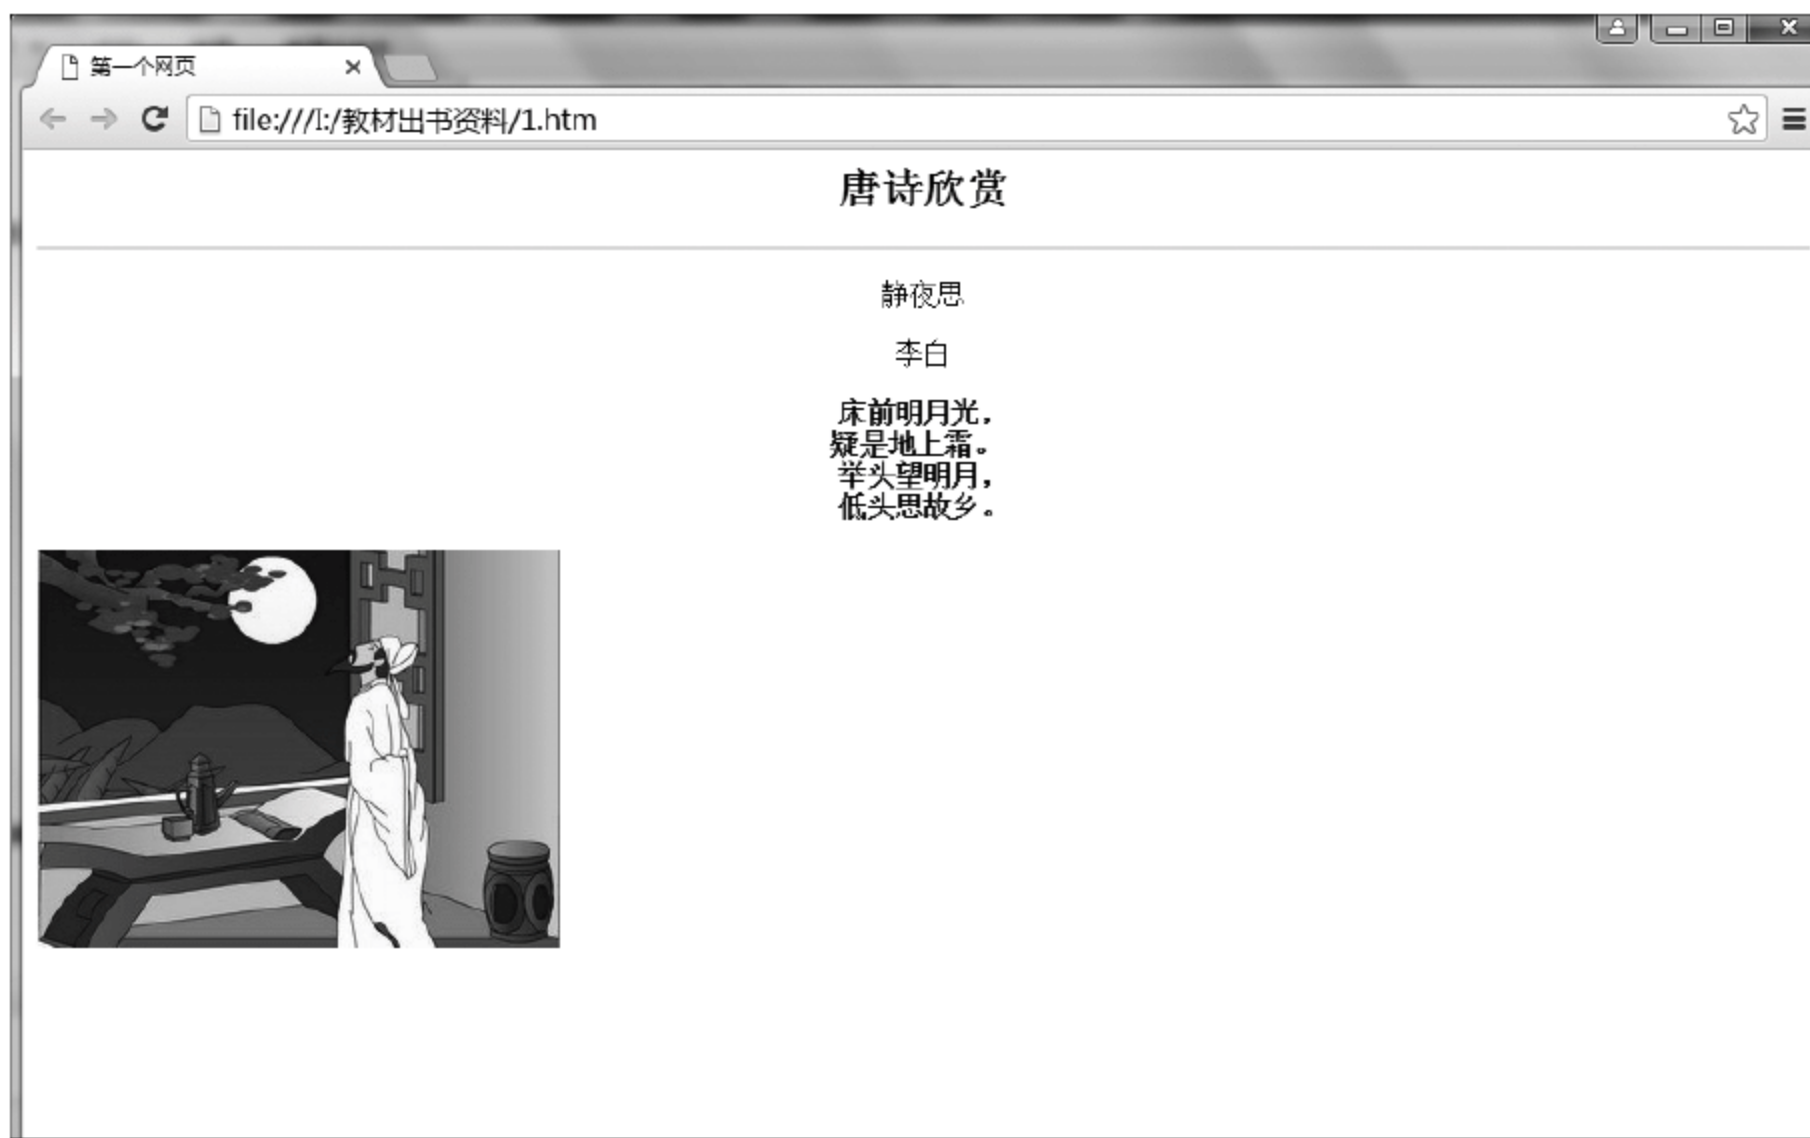 第一个网页
file:///I:/教材出书资料/1.htm
唐诗欣赏
静夜思
李白
床前明月光，
疑是地上霜。
举头望明月，
低头思故乡。